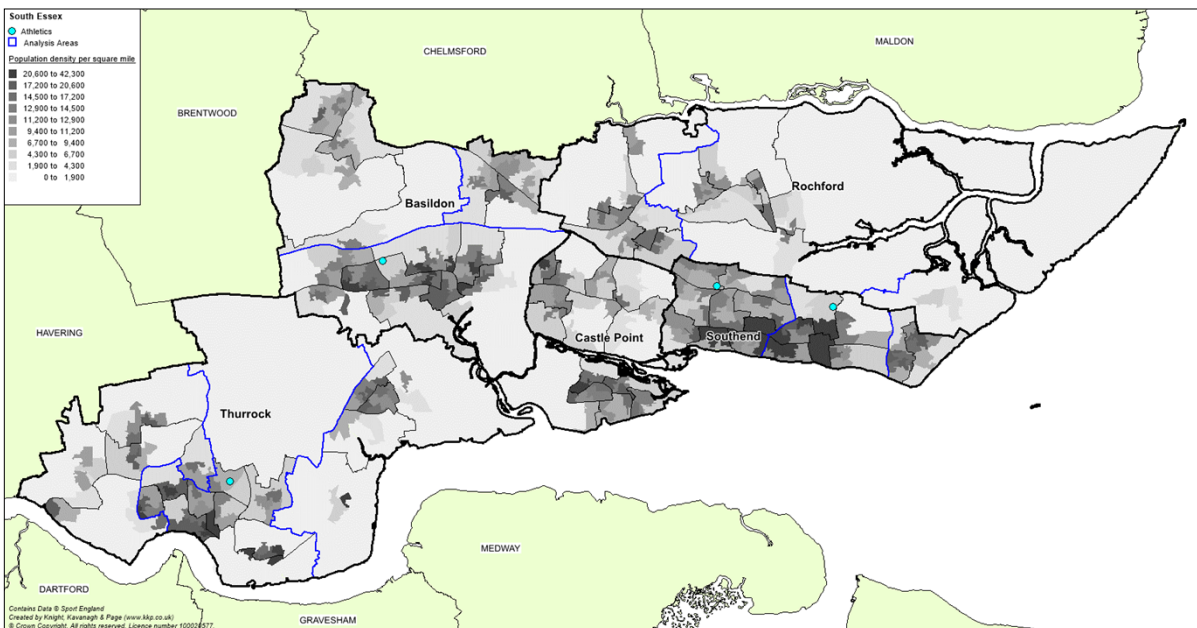 South Essex
Athletics
Analysis Areas
Population density per square mile
20,600 to 42,300
17,200 to 20,600
14,500 to 17,200
12,900 to 14,500
11,200 to 12,900
9,400 to 11,200
6,700 to 9,400
4,300 to 6,700
1,900 to 4,300
0 to 1,900
MALDON
CHELMSFORD
BRENTWOOD
Rochford
Basildon
HAVERING
Castle Point
Southend
Thurrock
MEDWAY
DARTFORD
GRAVESHAM
Contains Data © Sport England
Created by Knight, Kavanagh & Page (www.kkp.co.uk)
© Crown Copyright. All rights reserved. Licence number 100020577.